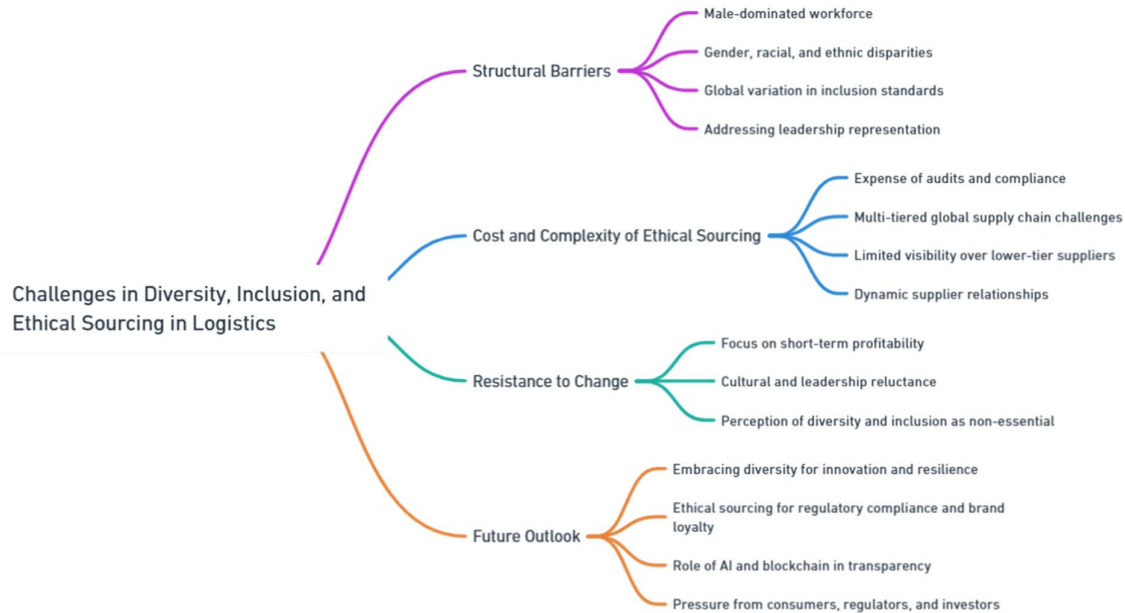 Challenges in Diversity, Inclusion, and
Ethical Sourcing in Logistics
Structural Barriers
Male-dominated workforce
Gender, racial, and ethnic disparities
Global variation in inclusion standards
Addressing leadership representation
Cost and Complexity of Ethical Sourcing
Expense of audits and compliance
Multi-tiered global supply chain challenges
Limited visibility over lower-tier suppliers
Dynamic supplier relationships
Resistance to Change
Focus on short-term profitability
Cultural and leadership reluctance
Perception of diversity and inclusion as non-essential
Future Outlook
Embracing diversity for innovation and resilience
Ethical sourcing for regulatory compliance and brand
loyalty
Role of AI and blockchain in transparency
Pressure from consumers, regulators, and investors